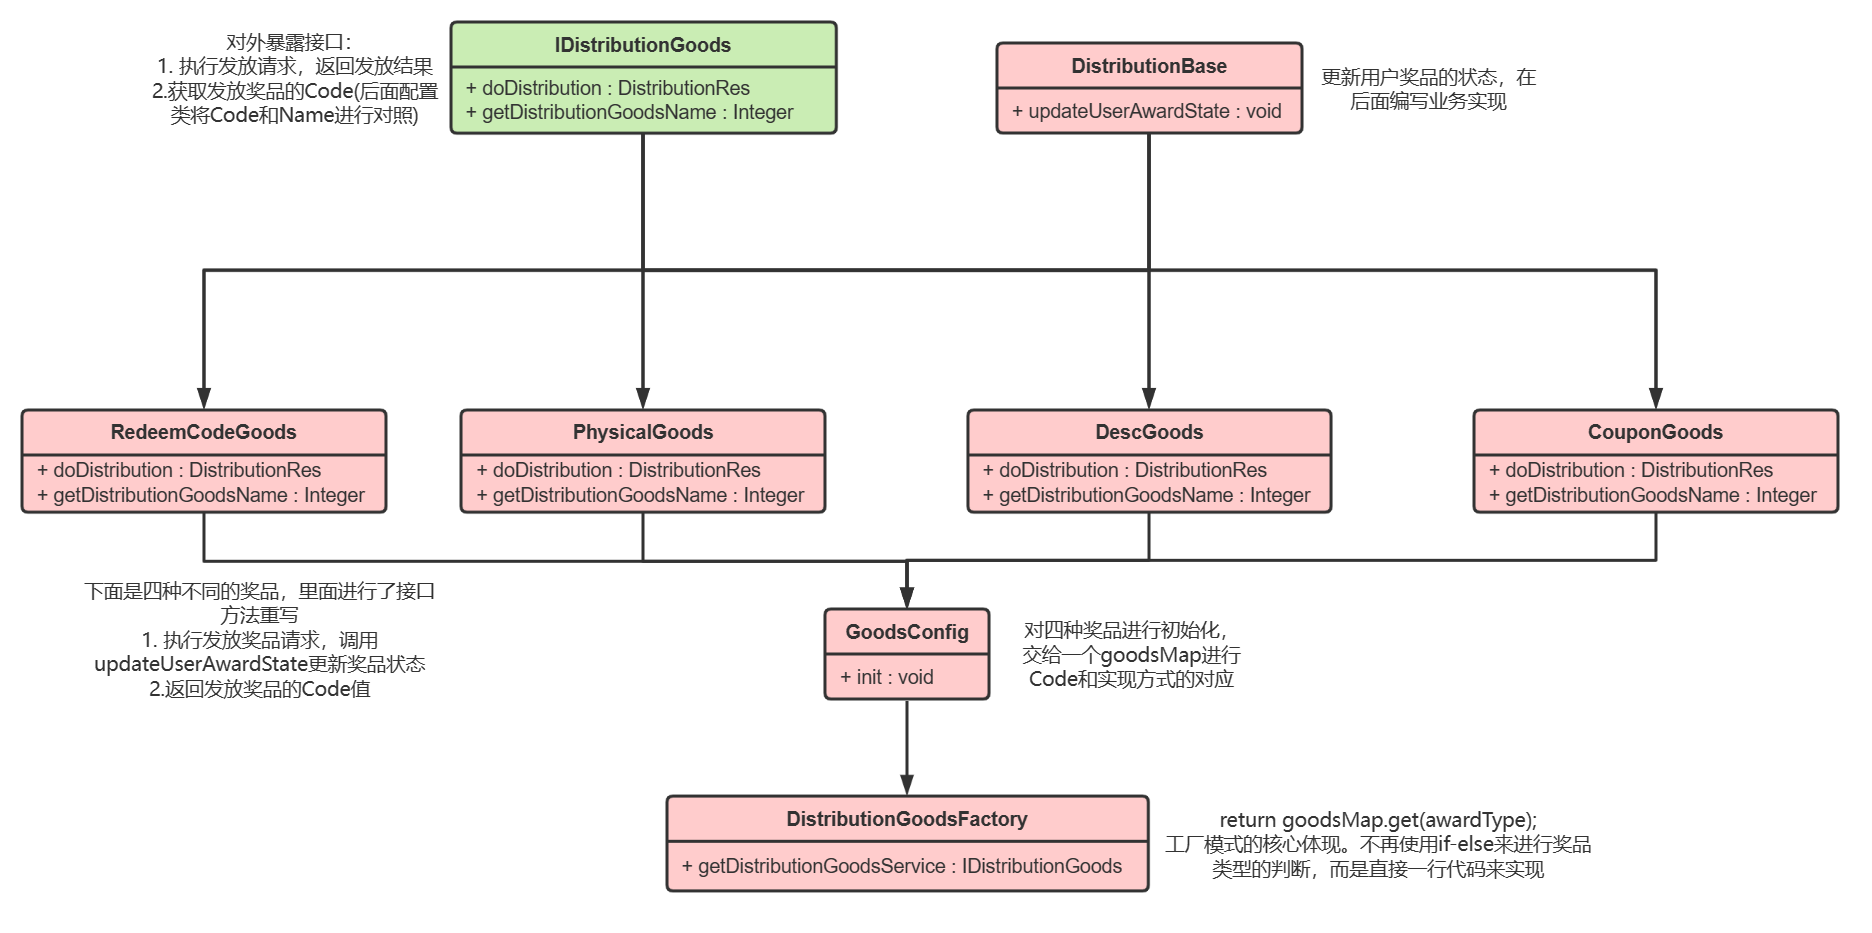 对外暴露接口：
1. 执行发放请求，返回发放结果
2.获取发放奖品的Code(后面配置
类将Code和Name进行对照)
IDistributionGoods
+ doDistribution : DistributionRes
+ getDistributionGoodsName : Integer
DistributionBase
+ updateUserAwardState : void
更新用户奖品的状态，在
后面编写业务实现
RedeemCodeGoods
+ doDistribution : DistributionRes
+ getDistributionGoodsName : Integer
PhysicalGoods
+ doDistribution : DistributionRes
+ getDistributionGoodsName : Integer
DescGoods
+ doDistribution : DistributionRes
+ getDistributionGoodsName : Integer
CouponGoods
+ doDistribution : DistributionRes
+ getDistributionGoodsName : Integer
下面是四种不同的奖品，里面进行了接口
方法重写
1. 执行发放奖品请求，调用
updateUserAwardState更新奖品状态
2.返回发放奖品的Code值
GoodsConfig
+ init : void
对四种奖品进行初始化，
交给一个goodsMap进行
Code和实现方式的对应
DistributionGoodsFactory
+ getDistributionGoodsService : IDistributionGoods
return goodsMap.get(awardType);
工厂模式的核心体现。不再使用if-else来进行奖品
类型的判断，而是直接一行代码来实现